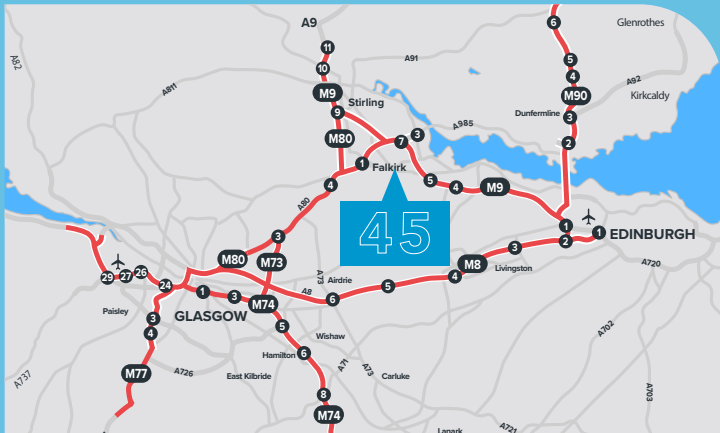 A9
6
Glenrothes
11
A91
5
A82
10
4
A92
A811
M9
M90
Kirkcaldy
Stirling
9
Dunfermline
3
A985
M80
7
3
2
1
Falkirk
4
5
4
M9
A80
45
1
1
EDINBURGH
3
2
M80
M73
3
A720
M8
Livingston
29
27
26
A73
Airdrie
4
24
5
1
3
A8
6
M74
Paisley
GLASGOW
3
5
A702
4
Wishaw
Hamilton
6
A71
A73
M77
A726
East Kilbride
Carluke
A737
8
A703
M74
Lanark
A721